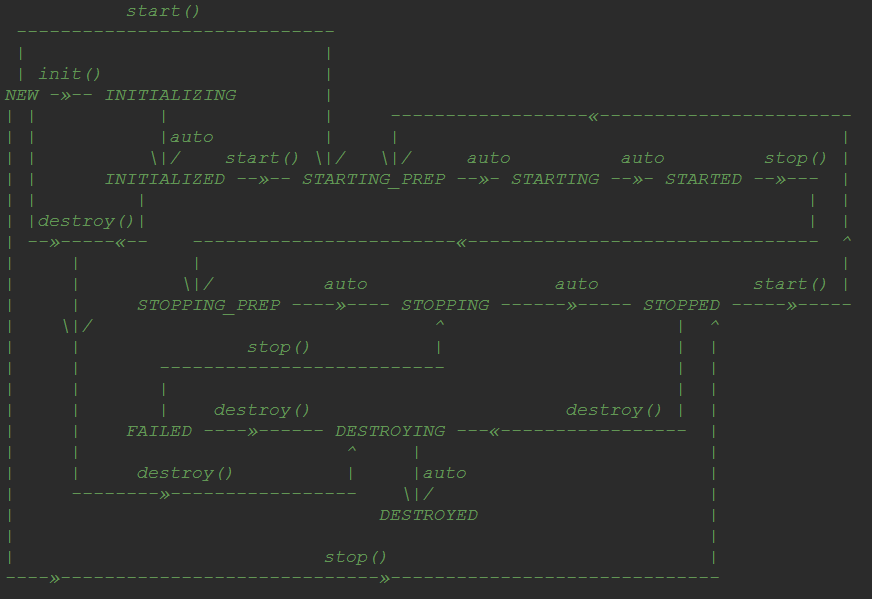 start()
  -----------------------------
  |                           |
  | init()                    |
 NEW -»-- INITIALIZING        |
 | |           |              |     ------------------«-----------------------
 | |           |auto          |     |                                        |
 | |          \|/    start() \|/   \|/     auto          auto         stop() |
 | |      INITIALIZED --»-- STARTING_PREP --»- STARTING --»- STARTED --»---  |
 | |         |                                                            |  |
 | |destroy()|                                                            |  |
 | --»-----«--    ------------------------«--------------------------------  ^
 |     |          |                                                          |
 |     |         \|/          auto                 auto              start() |
 |     |     STOPPING_PREP ----»---- STOPPING ------»----- STOPPED -----»-----
 |    \|/                               ^                     |  ^
 |     |               stop()           |                     |  |
 |     |       --------------------------                     |  |
 |     |       |                                              |  |
 |     |       |    destroy()                       destroy() |  |
 |     |    FAILED ----»------ DESTROYING ---«-----------------  |
 |     |                        ^     |                          |
 |     |     destroy()          |     |auto                      |
 |     --------»-----------------    \|/                         |
 |                                 DESTROYED                     |
 |                                                               |
 |                            stop()                             |
 ----»-----------------------------»------------------------------